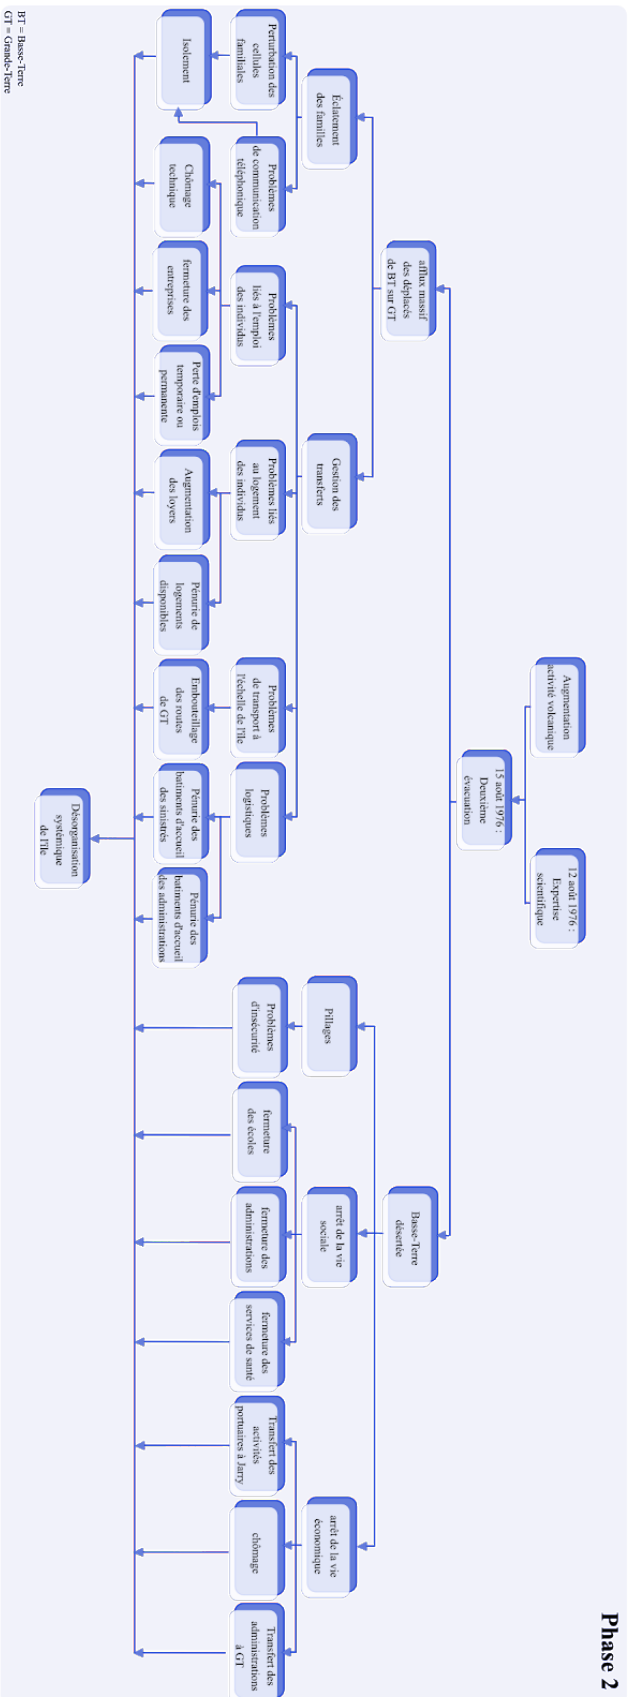 Phase 2
Augmentation
activité volcanique
12 août 1976 :
Expertise
scientifique
15 août 1976 :
Deuxième
évacuation
afflux massif
des déplacés
de BT sur GT
Basse-Terre
désertée
Éclatement
des familles
Gestion des
transferts
Pillages
arrêt de la vie
sociale
arrêt de la vie
économique
Perturbation des
cellules
familiales
Problèmes
de communication
téléphonique
Problèmes
liés à l'emploi
des individus
Problèmes liés
au logement
des individus
Problèmes
de transport à
l'échelle de l'île
Problèmes
logistiques
Problèmes
d'insécurité
fermeture
des écoles
fermeture des
administrations
fermeture des
services de santé
Transfert des
activités
portuaires à Jarry
chômage
Transfert des
administrations
à GT
Isolement
Chômage
technique
fermeture des
entreprises
Perte d'emplois
temporaire ou
permanente
Augmentation
des loyers
Pénurie de
logements
disponibles
Embouteillage
des routes
de GT
Pénurie des
batiments d'accueil
des sinistrés
Pénurie des
batiments d'accueil
des administrations
Désorganisation
systémique
de l'île
BT = Basse-Terre
GT = Grande-Terre